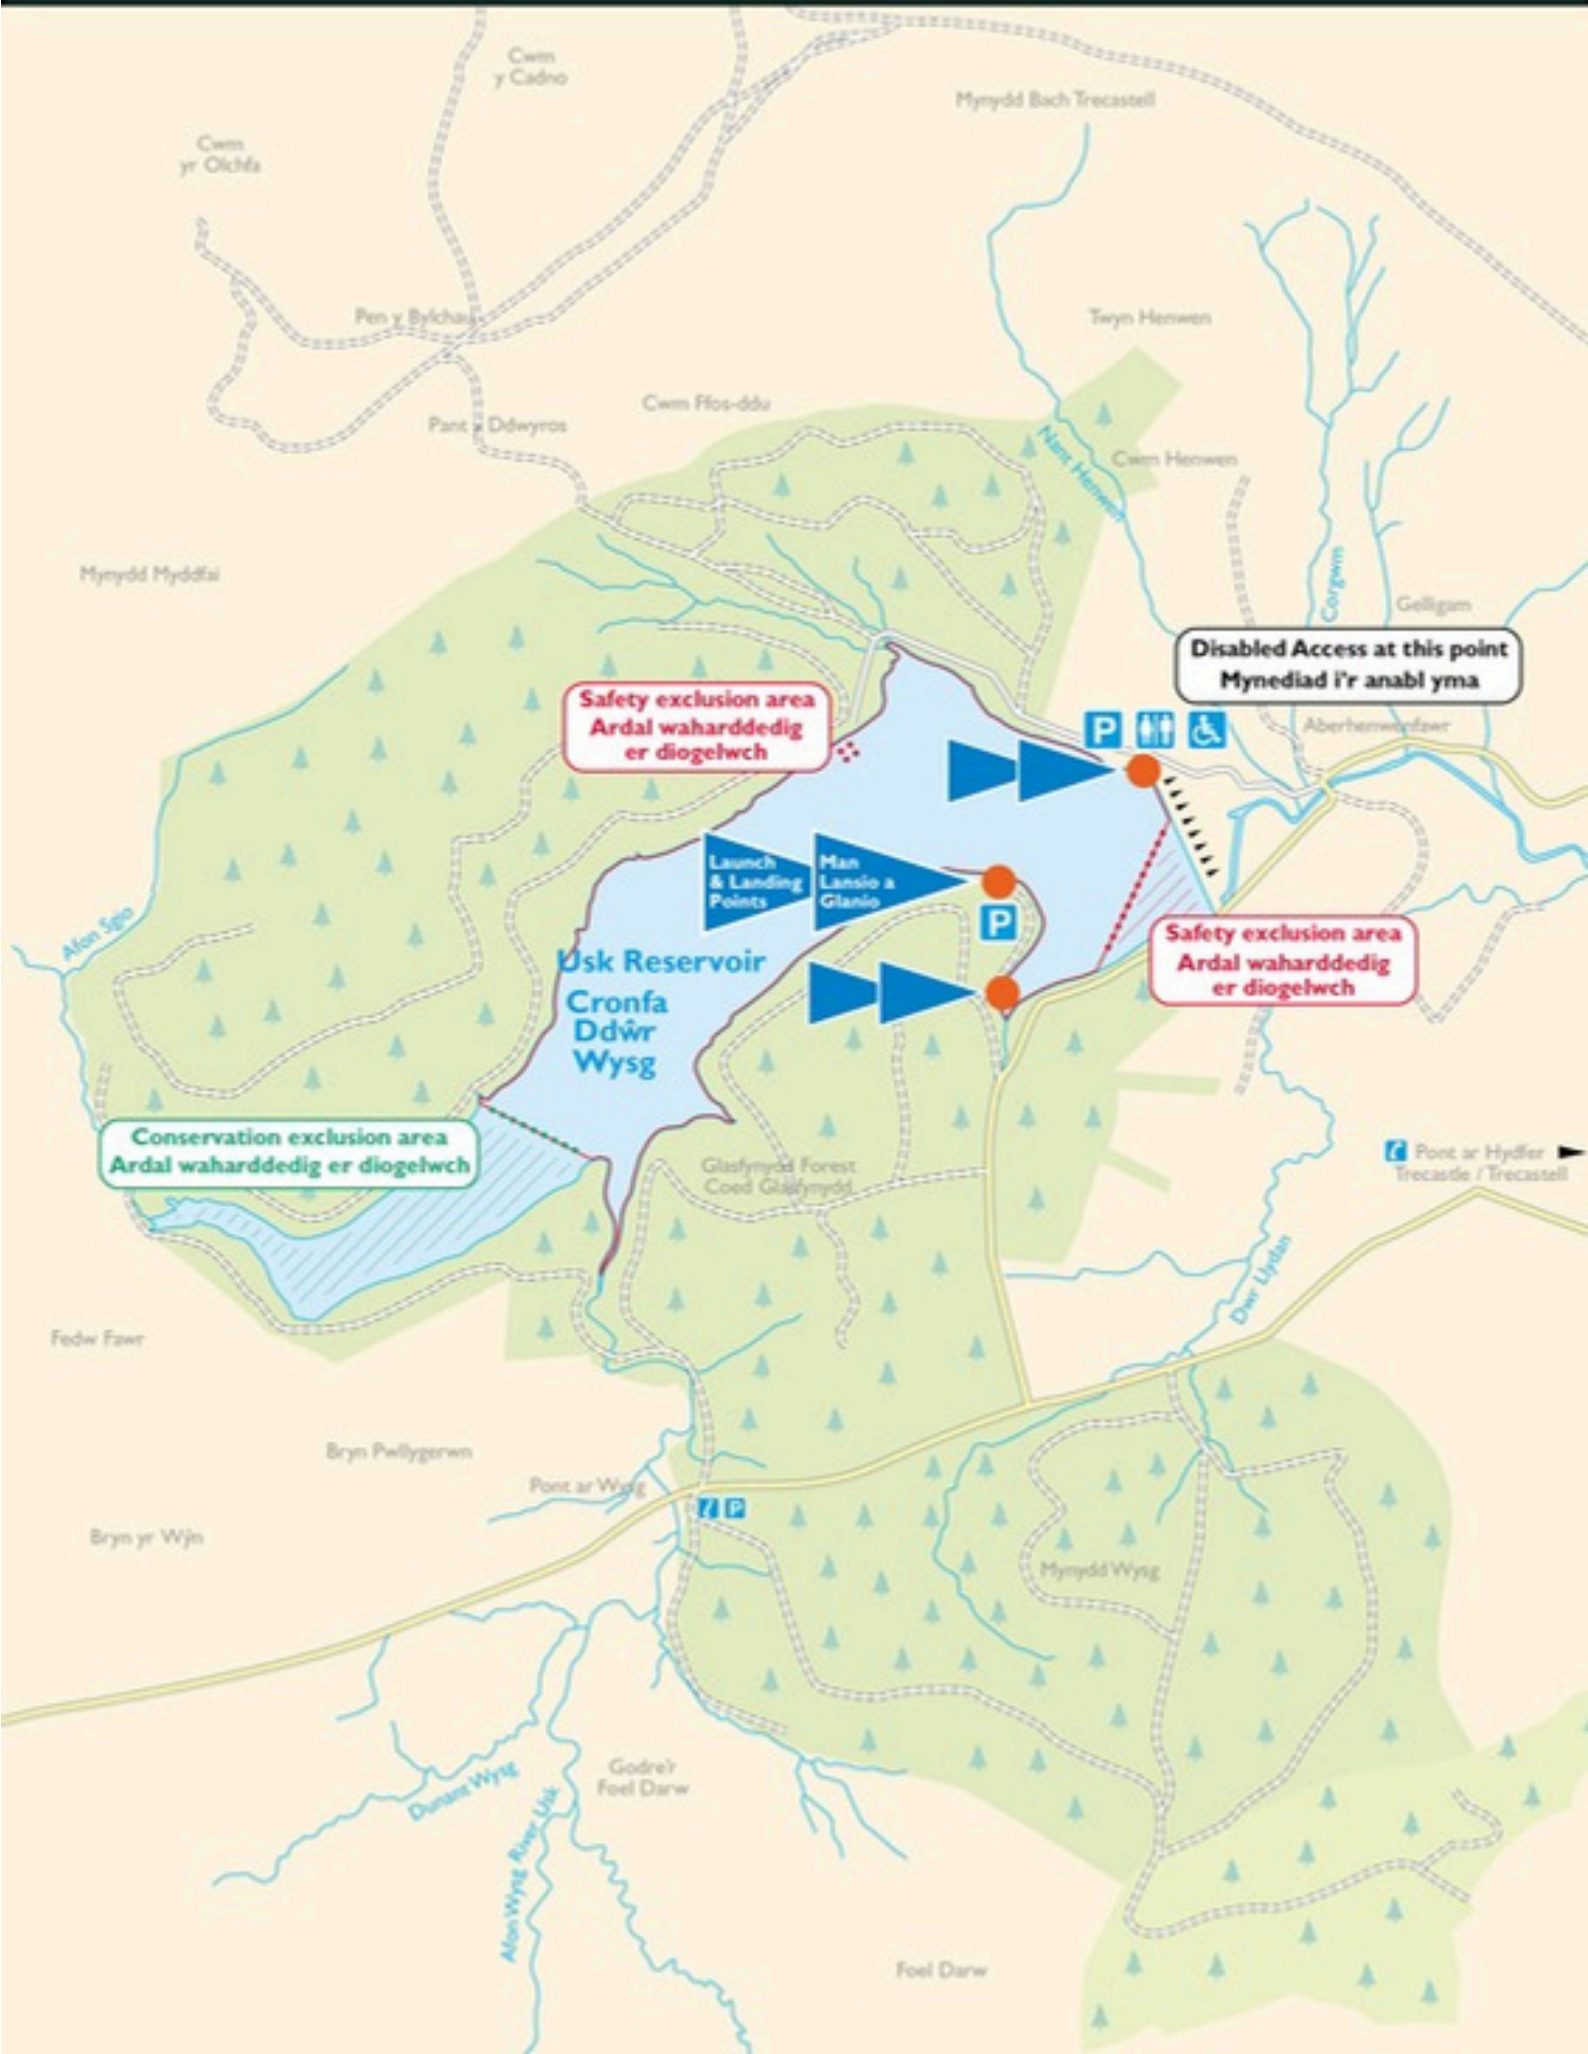 Cwm
y Cadno
Mynydd Bach Trecastell
Cwm
yr Olchfa
Pen y Bylchau
Twyn Henwen
Cwm Ffos-ddu
Pant y Ddwyros
Nant Henwen
Cwm Henwen
Mynydd Myddfai
Corgwm
Gelligam
Disabled Access at this point
Mynediad i'r anabl yma
Safety exclusion area
Ardal waharddedig
er diogelwch
P
Aberhenwenfawr
Launch
& Landing
Points
Man
Lansio a
Glanio
P
Afon Sgio
Usk Reservoir
Cronfa
Ddŵr
Wysg
Safety exclusion area
Ardal waharddedig
er diogelwch
Conservation exclusion area
Ardal waharddedig er diogelwch
Glasfynydd Forest
Coed Glasfynydd
Pont ar Hydfer
Trecastle / Trecastell
Dwr Llydan
Fedw Fawr
Bryn Pwllygerwn
Pont ar Wysg
i P
Bryn yr Wŷn
Mynydd Wysg
Godre'r
Foel Darw
Dunant Wysg
Afon Wysg River Usk
Foel Darw